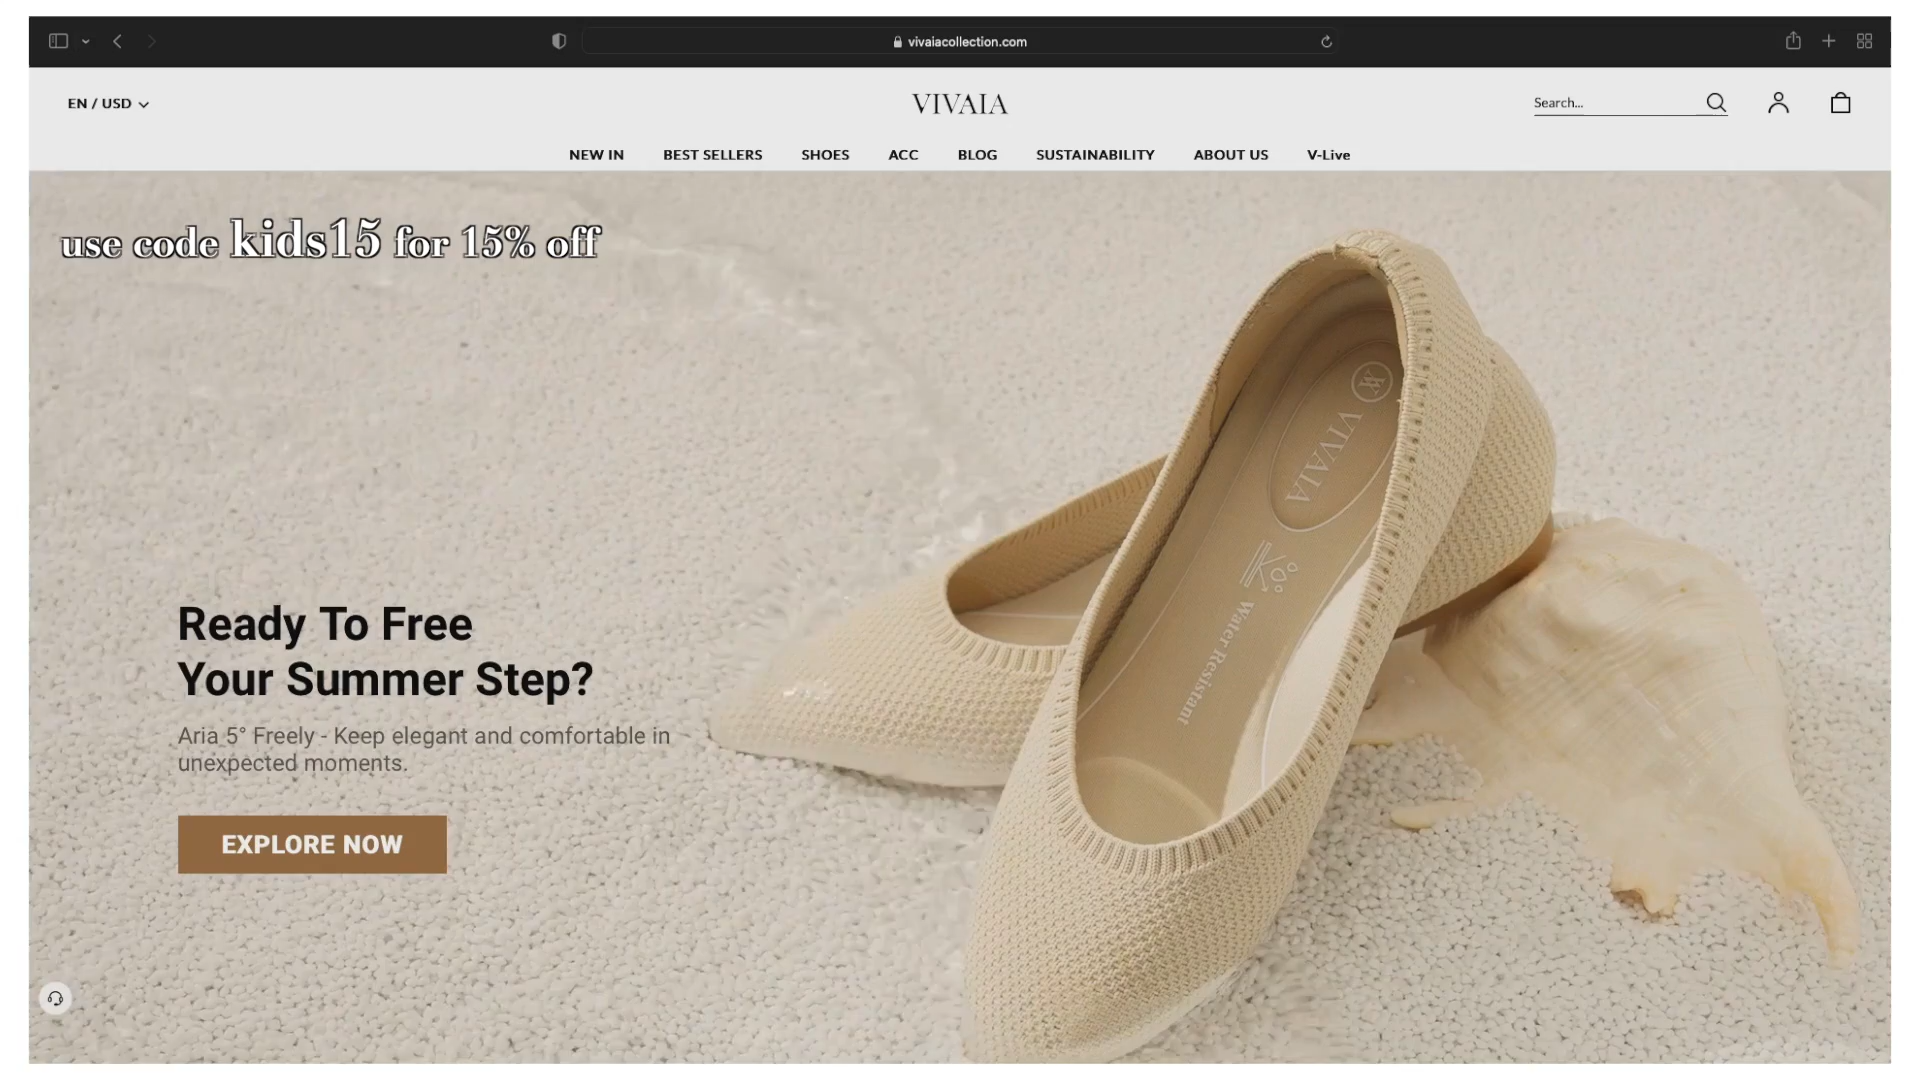 vivaiacollection.com
EN / USD
VIVAIA
Search...
NEW IN BEST SELLERS SHOES ACC BLOG SUSTAINABILITY ABOUT US V-Live
use code kids15 for 15% off
VIVAIA
Water Resistant
Ready To Free
Your Summer Step?
Aria 5° Freely - Keep elegant and comfortable in
unexpected moments.
EXPLORE NOW